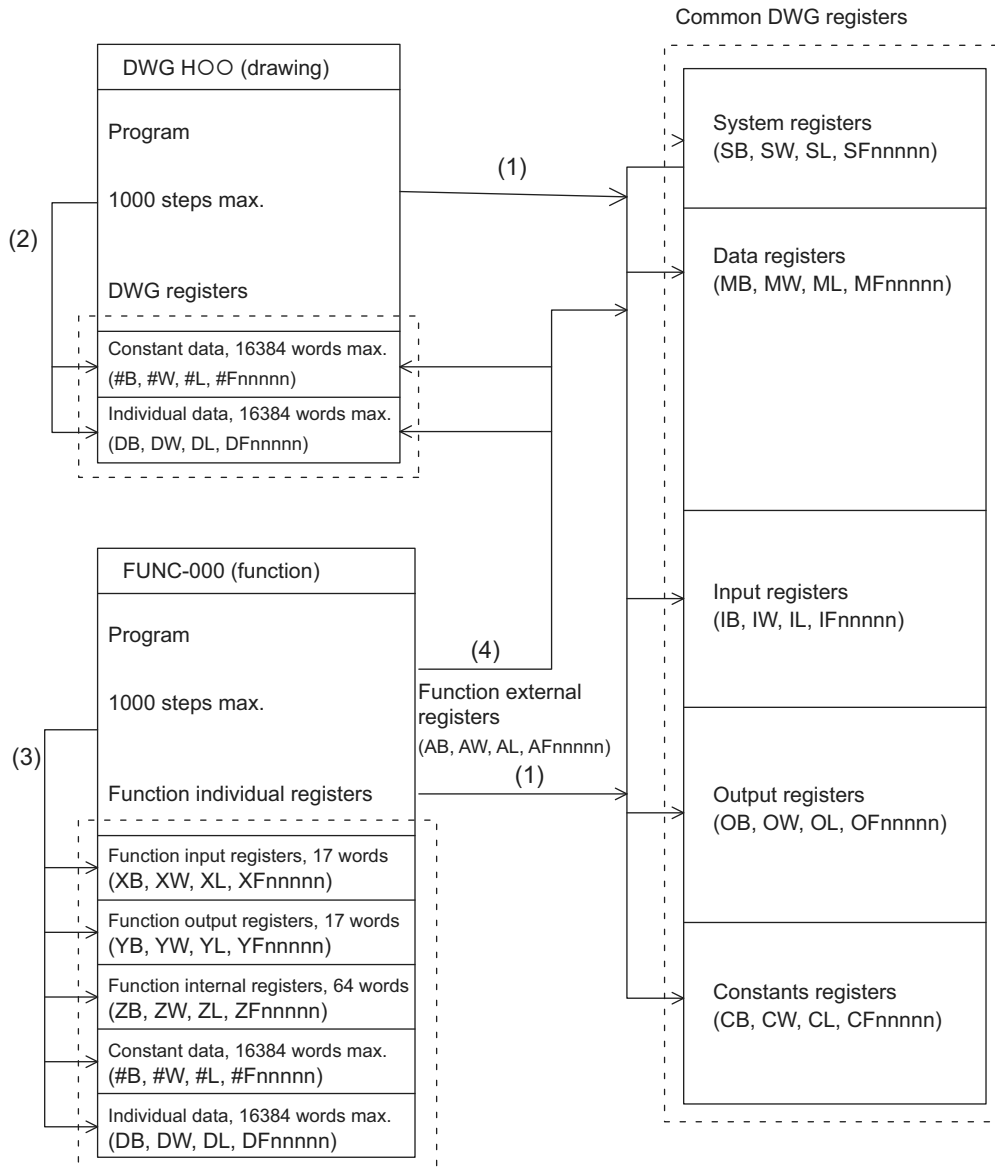 Common DWG registers
DWG H○○ (drawing)
Program
1000 steps max.
DWG registers
Constant data, 16384 words max.
(#B, #W, #L, #Fnnnnn)
Individual data, 16384 words max.
(DB, DW, DL, DFnnnnn)
(1)
(2)
System registers
(SB, SW, SL, SFnnnnn)
Data registers
(MB, MW, ML, MFnnnnn)
Input registers
(IB, IW, IL, IFnnnnn)
Output registers
(OB, OW, OL, OFnnnnn)
Constants registers
(CB, CW, CL, CFnnnnn)
FUNC-000 (function)
Program
1000 steps max.
Function individual registers
(3)
(4)
Function external
registers
(AB, AW, AL, AFnnnnn)
(1)
Function input registers, 17 words
(XB, XW, XL, XFnnnnn)
Function output registers, 17 words
(YB, YW, YL, YFnnnnn)
Function internal registers, 64 words
(ZB, ZW, ZL, ZFnnnnn)
Constant data, 16384 words max.
(#B, #W, #L, #Fnnnnn)
Individual data, 16384 words max.
(DB, DW, DL, DFnnnnn)